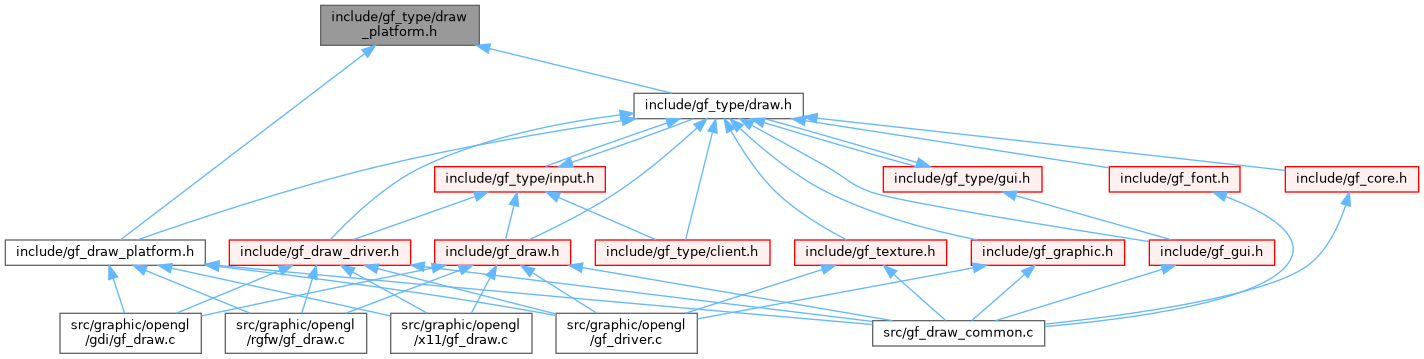 include/gf_type/draw
_platform.h
include/gf_type/draw.h
include/gf_type/input.h
include/gf_type/gui.h
include/gf_font.h
include/gf_core.h
include/gf_draw_platform.h
include/gf_draw_driver.h
include/gf_draw.h
include/gf_type/client.h
include/gf_texture.h
include/gf_graphic.h
include/gf_gui.h
src/graphic/opengl
/gdi/gf_draw.c
src/graphic/opengl
/rgfw/gf_draw.c
src/graphic/opengl
/x11/gf_draw.c
src/graphic/opengl
/gf_driver.c
src/gf_draw_common.c